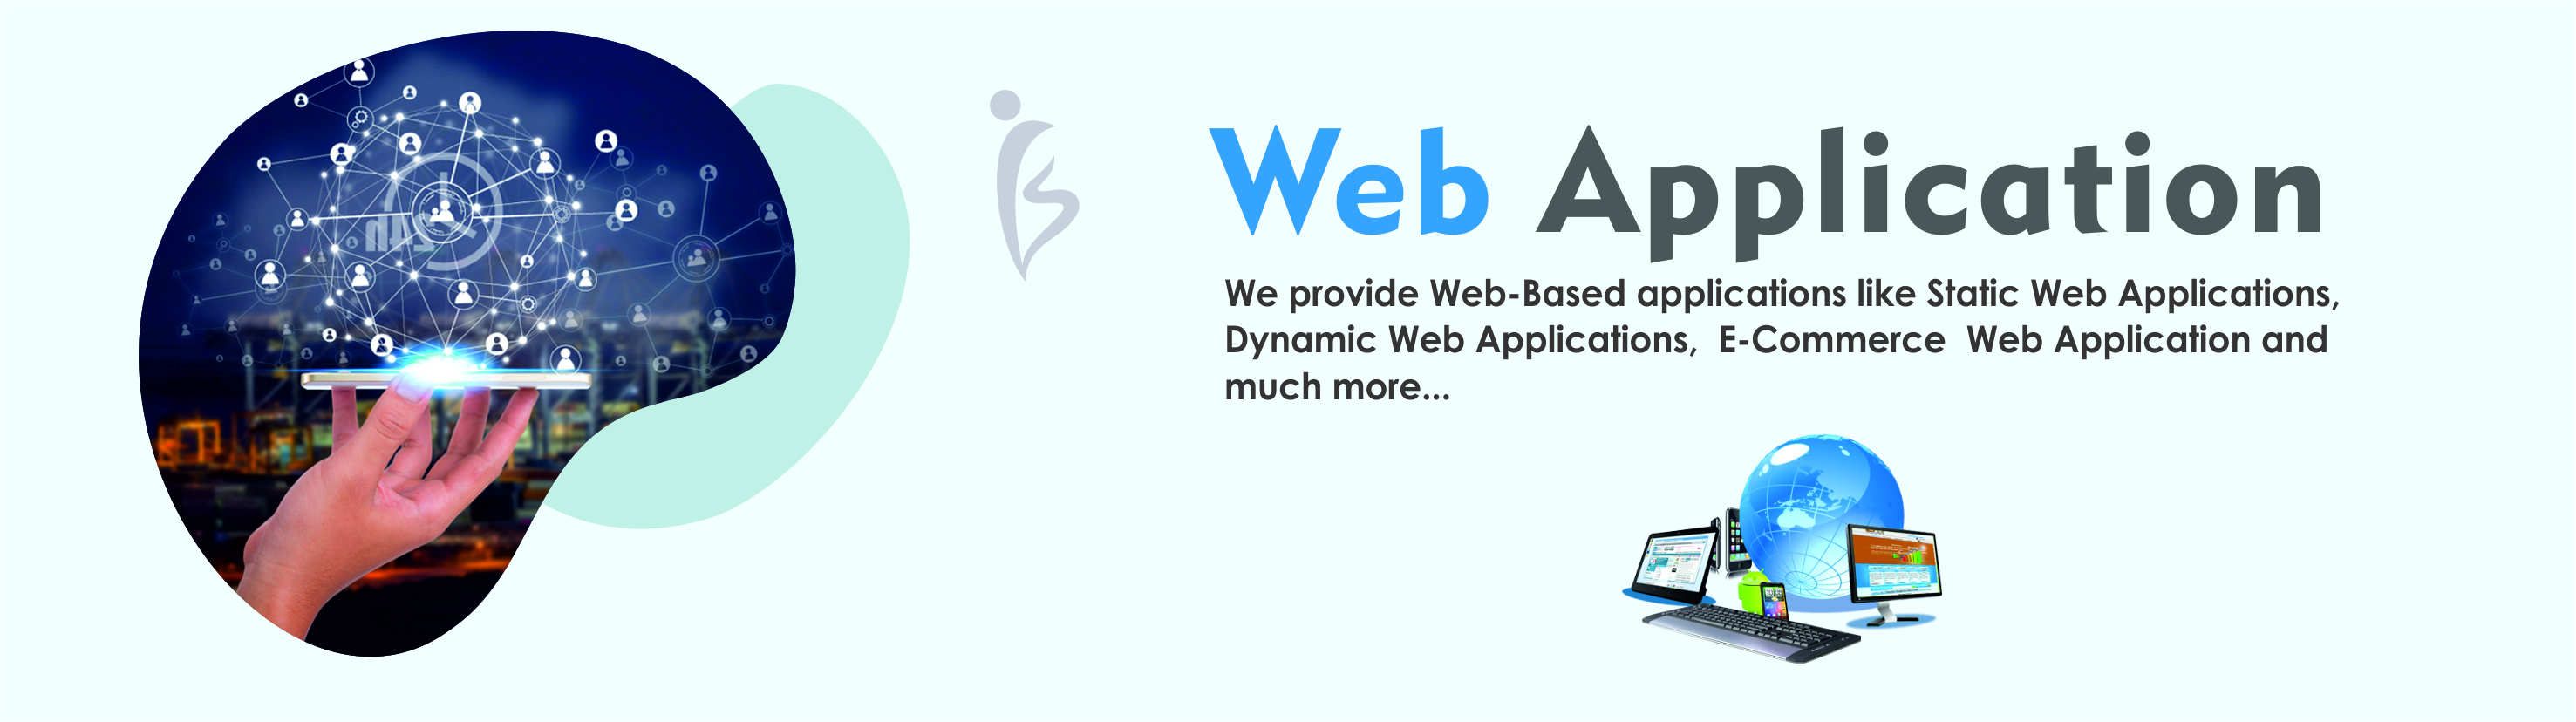 Web Application
We provide Web-Based applications like Static Web Applications,
Dynamic Web Applications, E-Commerce Web Application and
much more...
24h